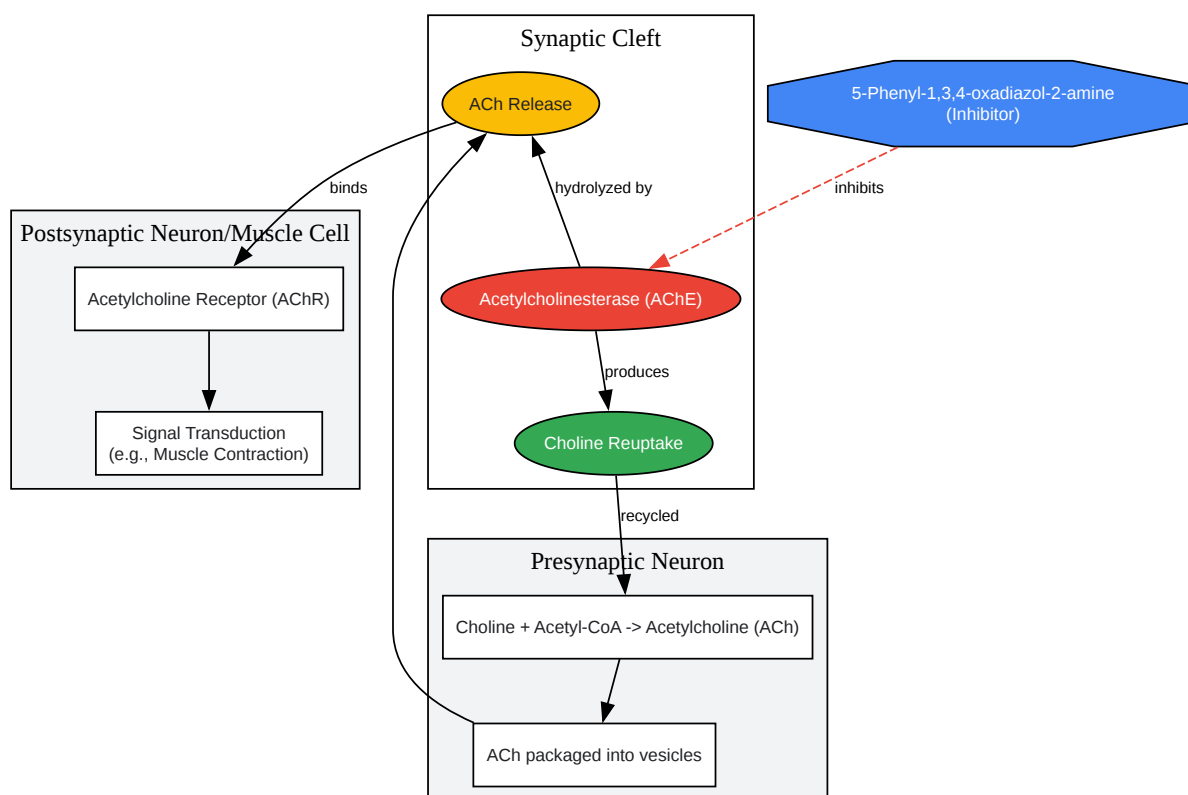 Synaptic Cleft
ACh Release
5-Phenyl-1,3,4-oxadiazol-2-amine
(Inhibitor)
binds
hydrolyzed by
inhibits
Postsynaptic Neuron/Muscle Cell
Acetylcholine Receptor (AChR)
Acetylcholinesterase (AChE)
produces
Signal Transduction
(e.g., Muscle Contraction)
Choline Reuptake
recycled
Presynaptic Neuron
Choline + Acetyl-CoA -> Acetylcholine (ACh)
ACh packaged into vesicles